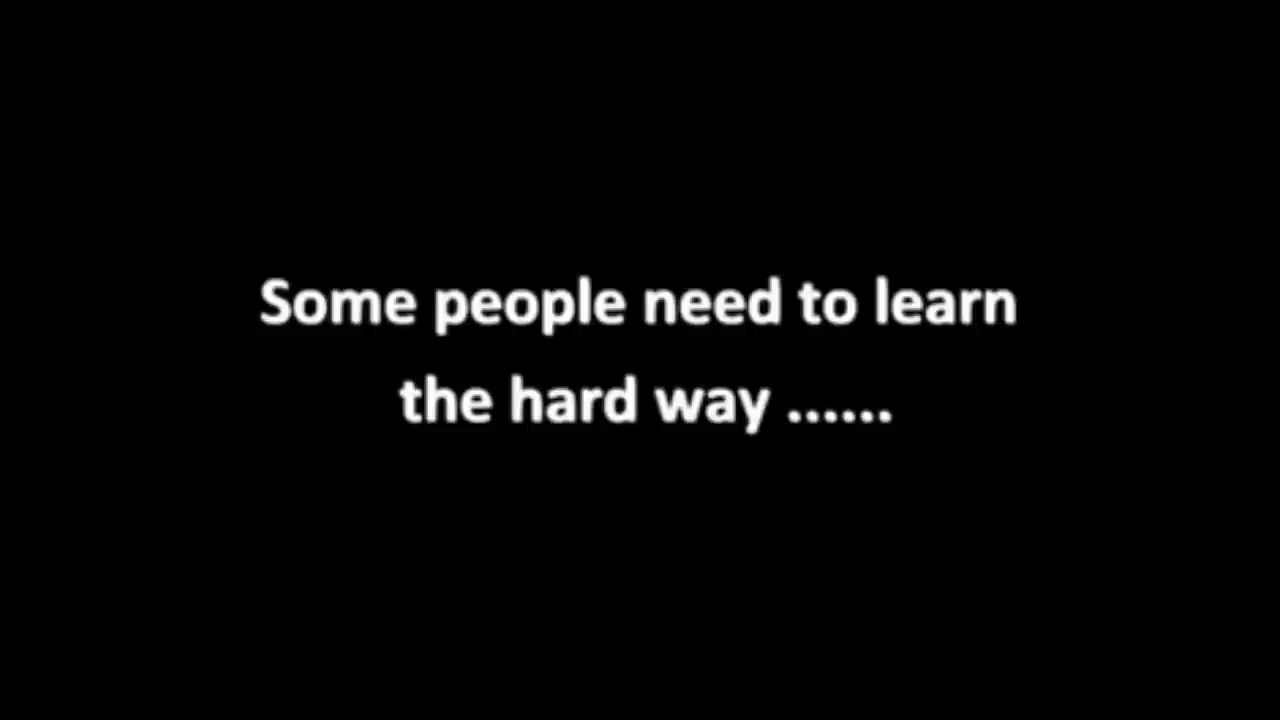 Some people need to learn
the hard way ......